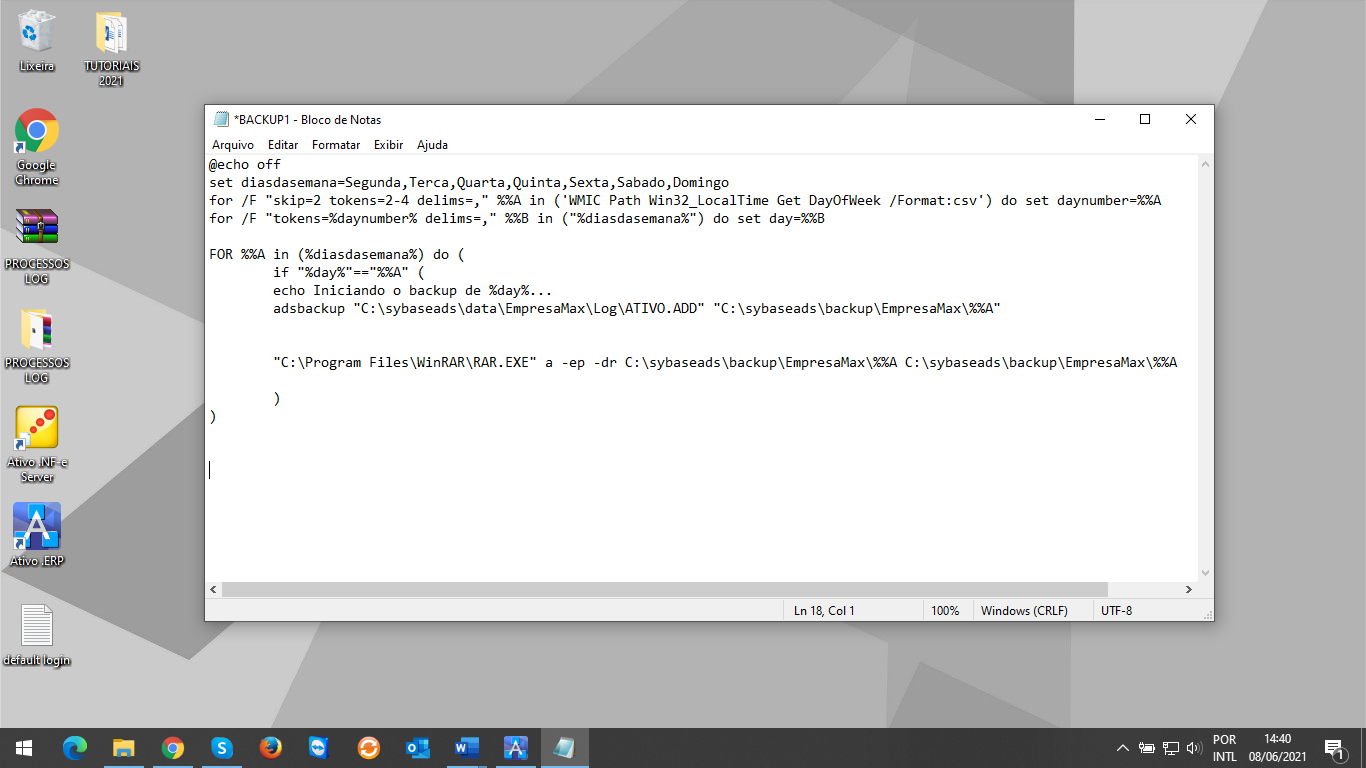 Lixeira
TUTORIAIS
2021
Google
Chrome
PROCESSOS
LOG
PROCESSOS
LOG
Ativo .NF-e
Server
Ativo .ERP
default login
*BACKUP1 - Bloco de Notas
Arquivo Editar Formatar Exibir Ajuda
@echo off
set diasdasemana=Segunda,Terca,Quarta,Quinta,Sexta,Sabado,Domingo
for /F "skip=2 tokens=2-4 delims=," %%A in ('WMIC Path Win32_LocalTime Get DayOfWeek /Format:csv') do set daynumber=%%A
for /F "tokens=%daynumber% delims=," %%B in ("%diasdasemana%") do set day=%%B
FOR %%A in (%diasdasemana%) do (
if "%day%"=="%%A" (
echo Iniciando o backup de %day%...
adsbackup "C:\sybaseads\data\EmpresaMax\Log\ATIVO.ADD" "C:\sybaseads\backup\EmpresaMax\%%A"
"C:\Program Files\WinRAR\RAR.EXE" a -ep -dr C:\sybaseads\backup\EmpresaMax\%%A C:\sybaseads\backup\EmpresaMax\%%A
)
)
Ln 18, Col 1 100% Windows (CRLF) UTF-8
POR
INTL
14:40
08/06/2021
1